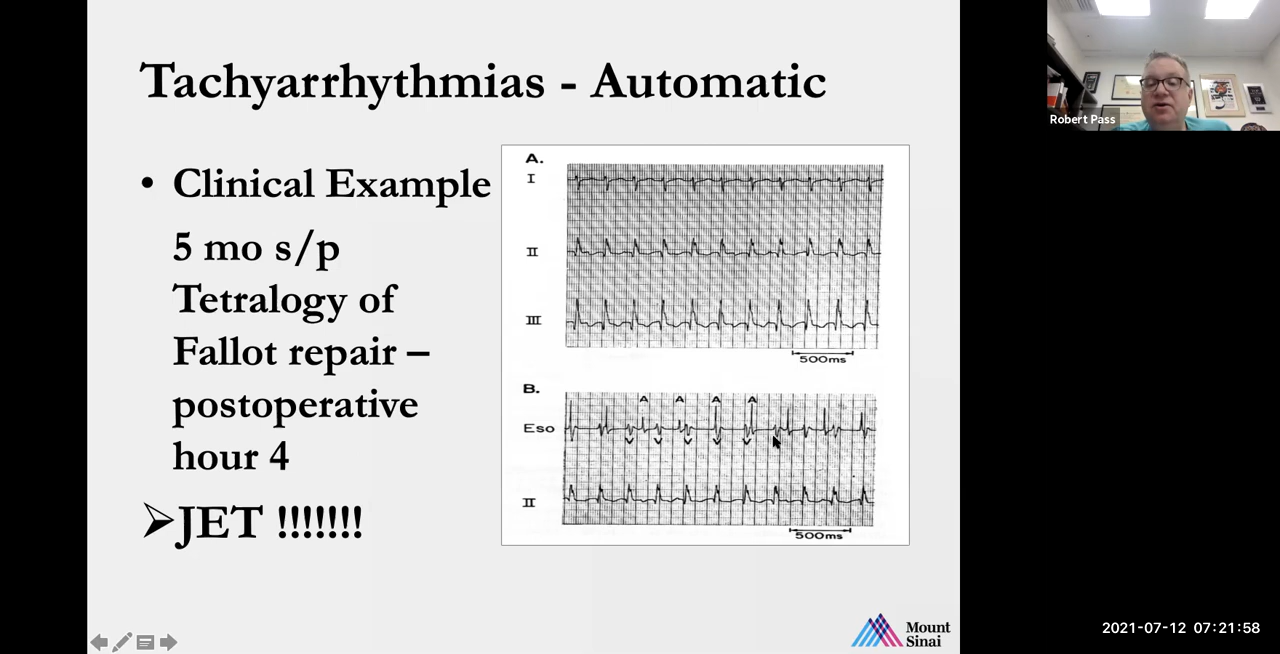 Tachyarrhythmias - Automatic
• Clinical Example
5 mo s/p
Tetralogy of
Fallot repair –
postoperative
hour 4
➢JET !!!!!!!
A.
I
II
III
500ms
B.
A A A A
Eso
V V V V V
II
500ms
Mount
Sinai
Robert Pass
2021-07-12 07:21:58